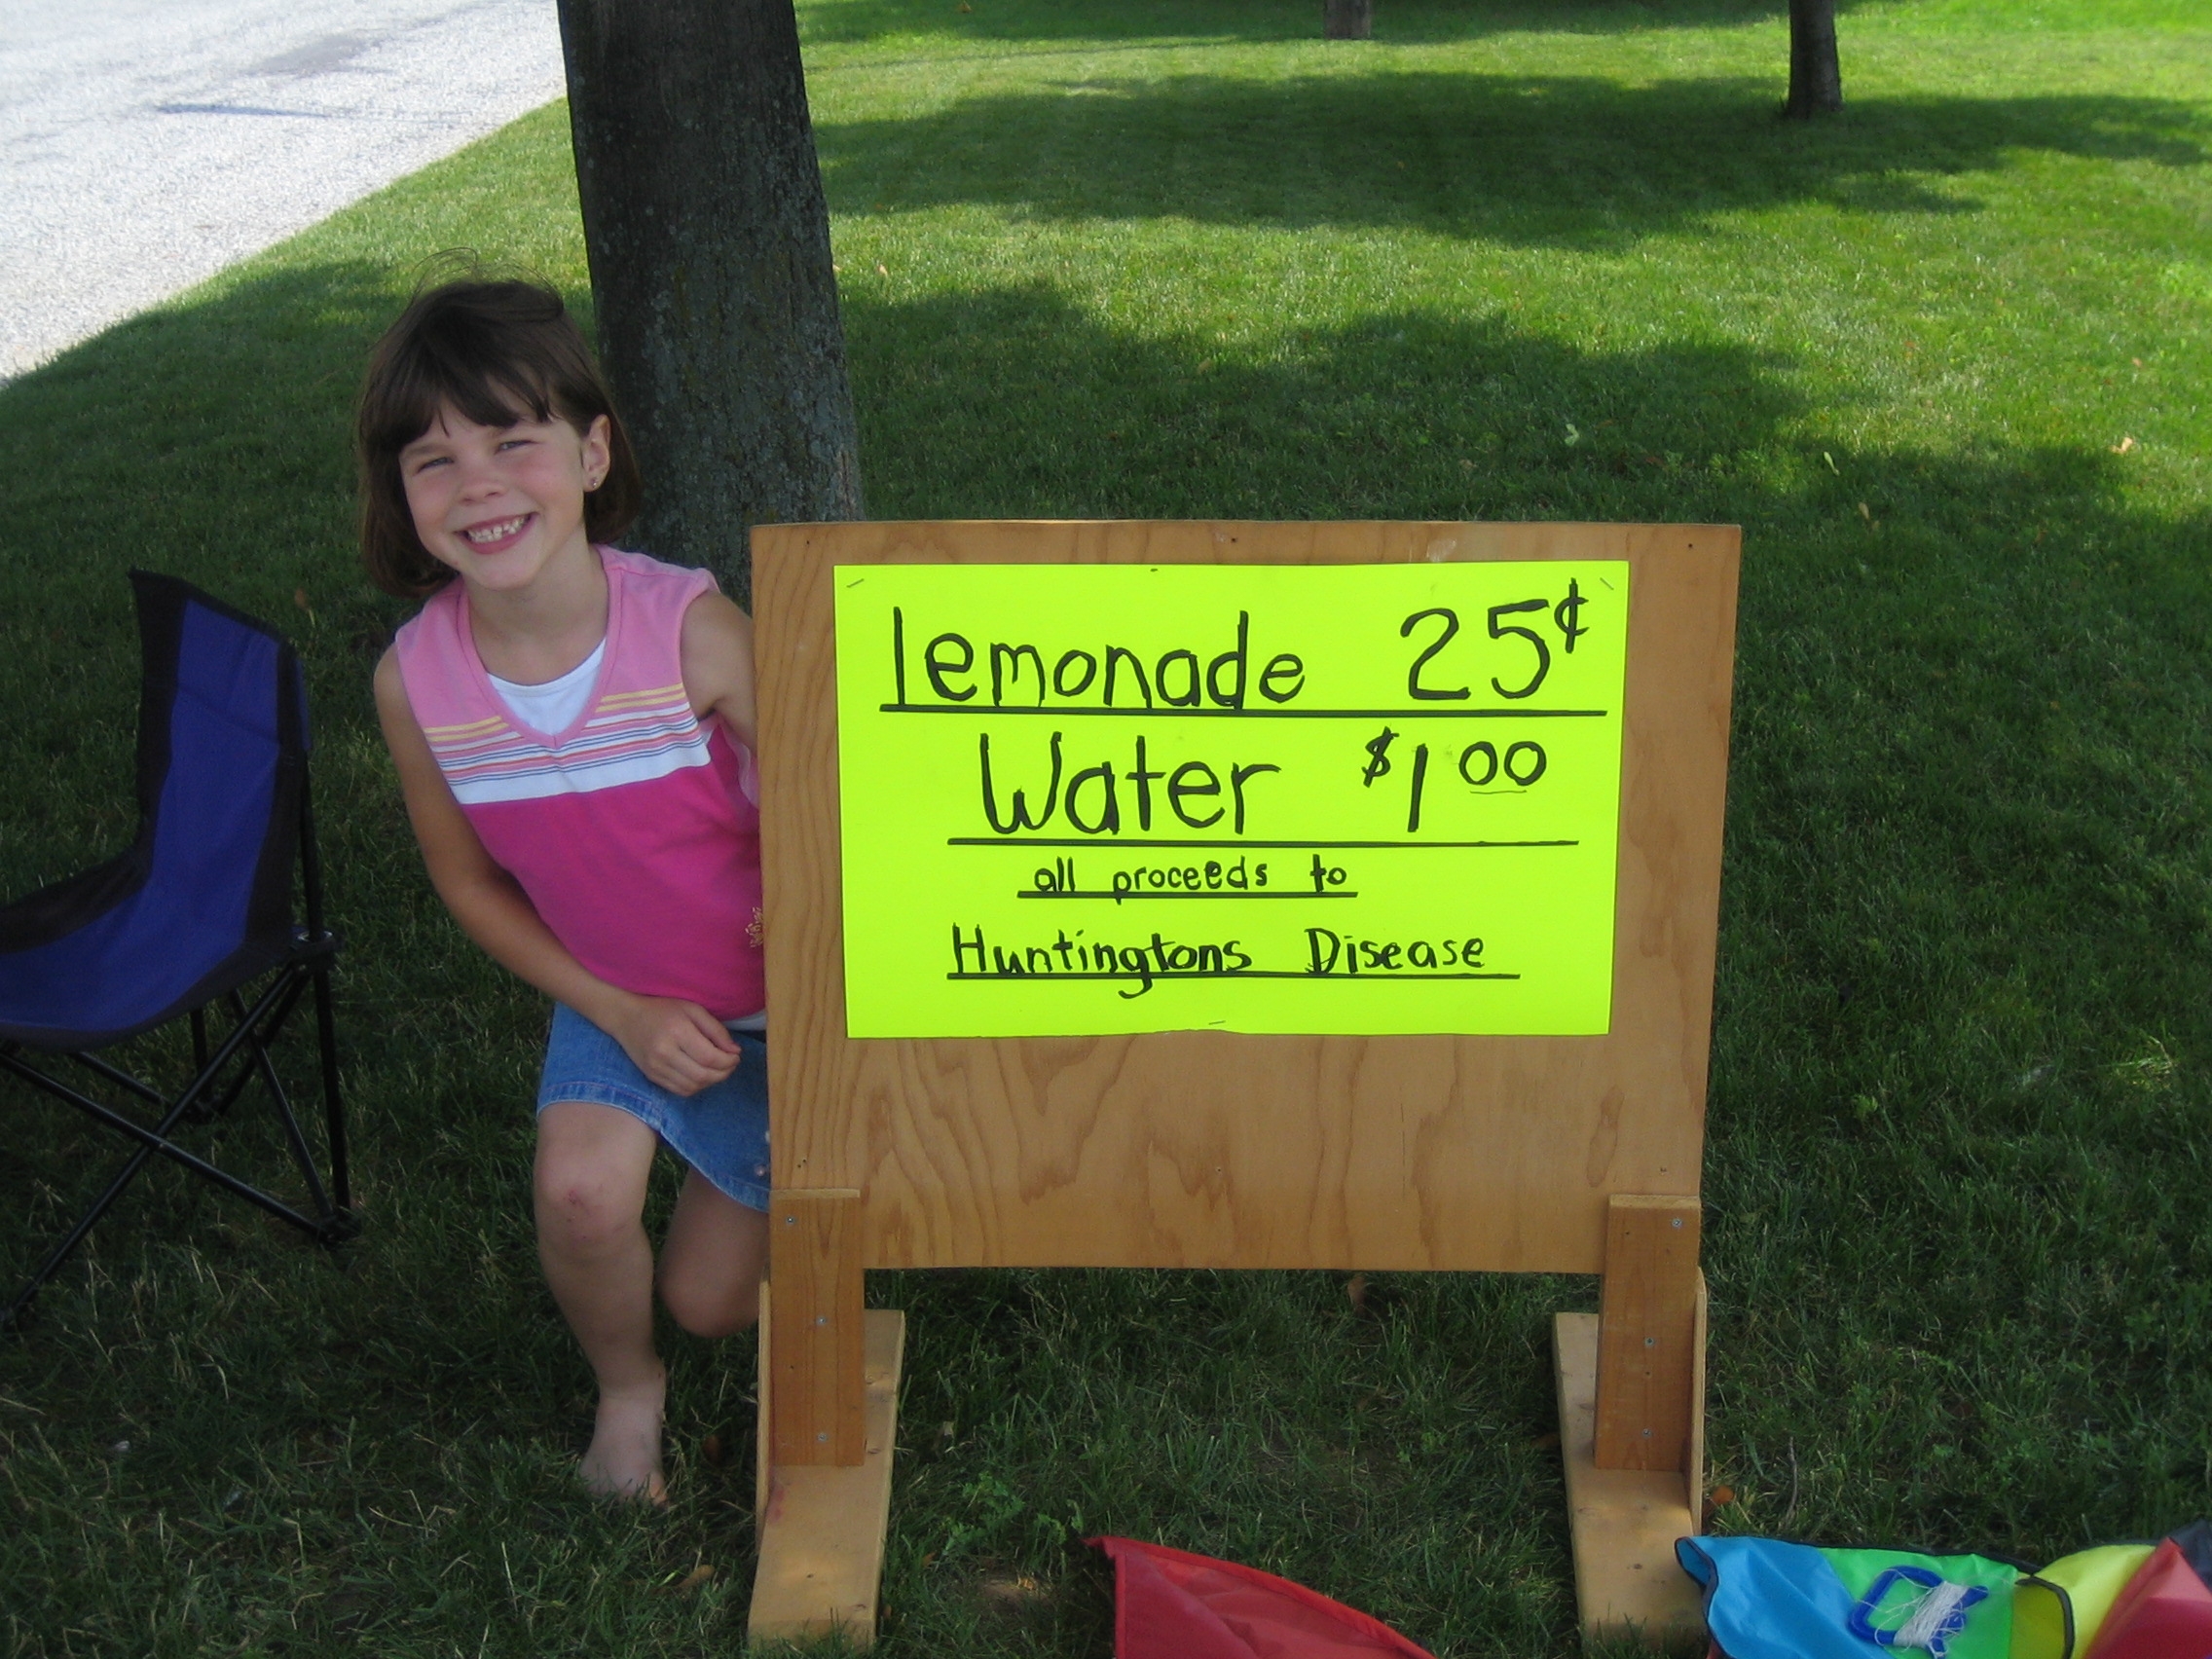 lemonade 25¢
Water $1 00
all proceeds to
Huntingtons Disease